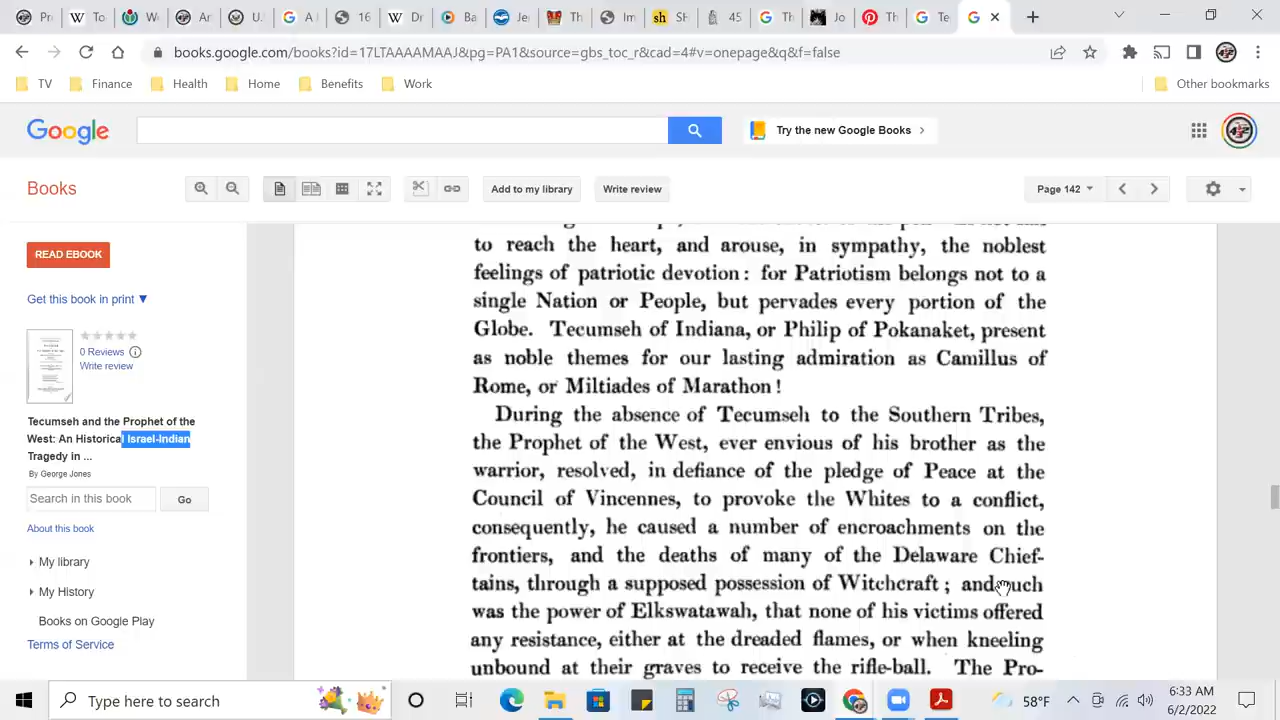 Pr
W
To
W
Ar
U.
A
16
W
Dr
Ba
Je
Th
Im
sh
SH
45
Th
Jo
Th
Te
books.google.com/books?id=17LTAAAAMAAJ&pg=PA1&source=gbs_toc_r&cad=4#v=onepage&q&f=false
TV
Finance
Health
Home
Benefits
Work
Other bookmarks
Google
Try the new Google Books
Books
Add to my library
Write review
Page 142
READ EBOOK
Get this book in print ▼
0 Reviews
Write review
Tecumseh and the Prophet of the
West: An Historical Israel-Indian
Tragedy in ...
By George Jones
Search in this book
Go
About this book
My library
My History
Books on Google Play
Terms of Service
to reach the heart, and arouse, in sympathy, the noblest
feelings of patriotic devotion: for Patriotism belongs not to a
single Nation or People, but pervades every portion of the
Globe. Tecumseh of Indiana, or Philip of Pokanaket, present
as noble themes for our lasting admiration as Camillus of
Rome, or Miltiades of Marathon!
During the absence of Tecumseh to the Southern Tribes,
the Prophet of the West, ever envious of his brother as the
warrior, resolved, in defiance of the pledge of Peace at the
Council of Vincennes, to provoke the Whites to a conflict,
consequently, he caused a number of encroachments on the
frontiers, and the deaths of many of the Delaware Chief-
tains, through a supposed possession of Witchcraft; and such
was the power of Elkswatawah, that none of his victims offered
any resistance, either at the dreaded flames, or when kneeling
unbound at their graves to receive the rifle-ball. The Pro-
Type here to search
58°F
6:33 AM
6/2/2022